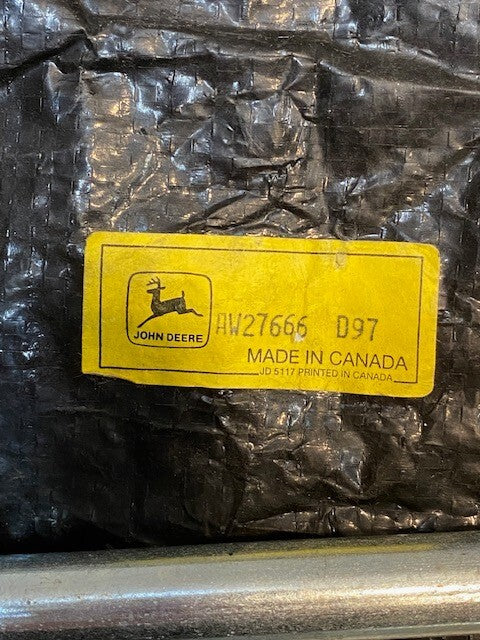 JOHN DEERE
AW27666 D97
MADE IN CANADA
JD 5117 PRINTED IN CANADA